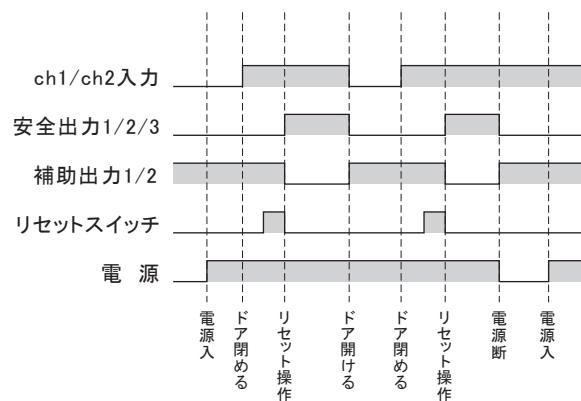 ch1/ch2入力
安全出力1/2/3
補助出力1/2
リセットスイッチ
電　源
電源入
ドア閉める
リセット操作
ドア開ける
ドア閉める
リセット操作
電源断
電源入